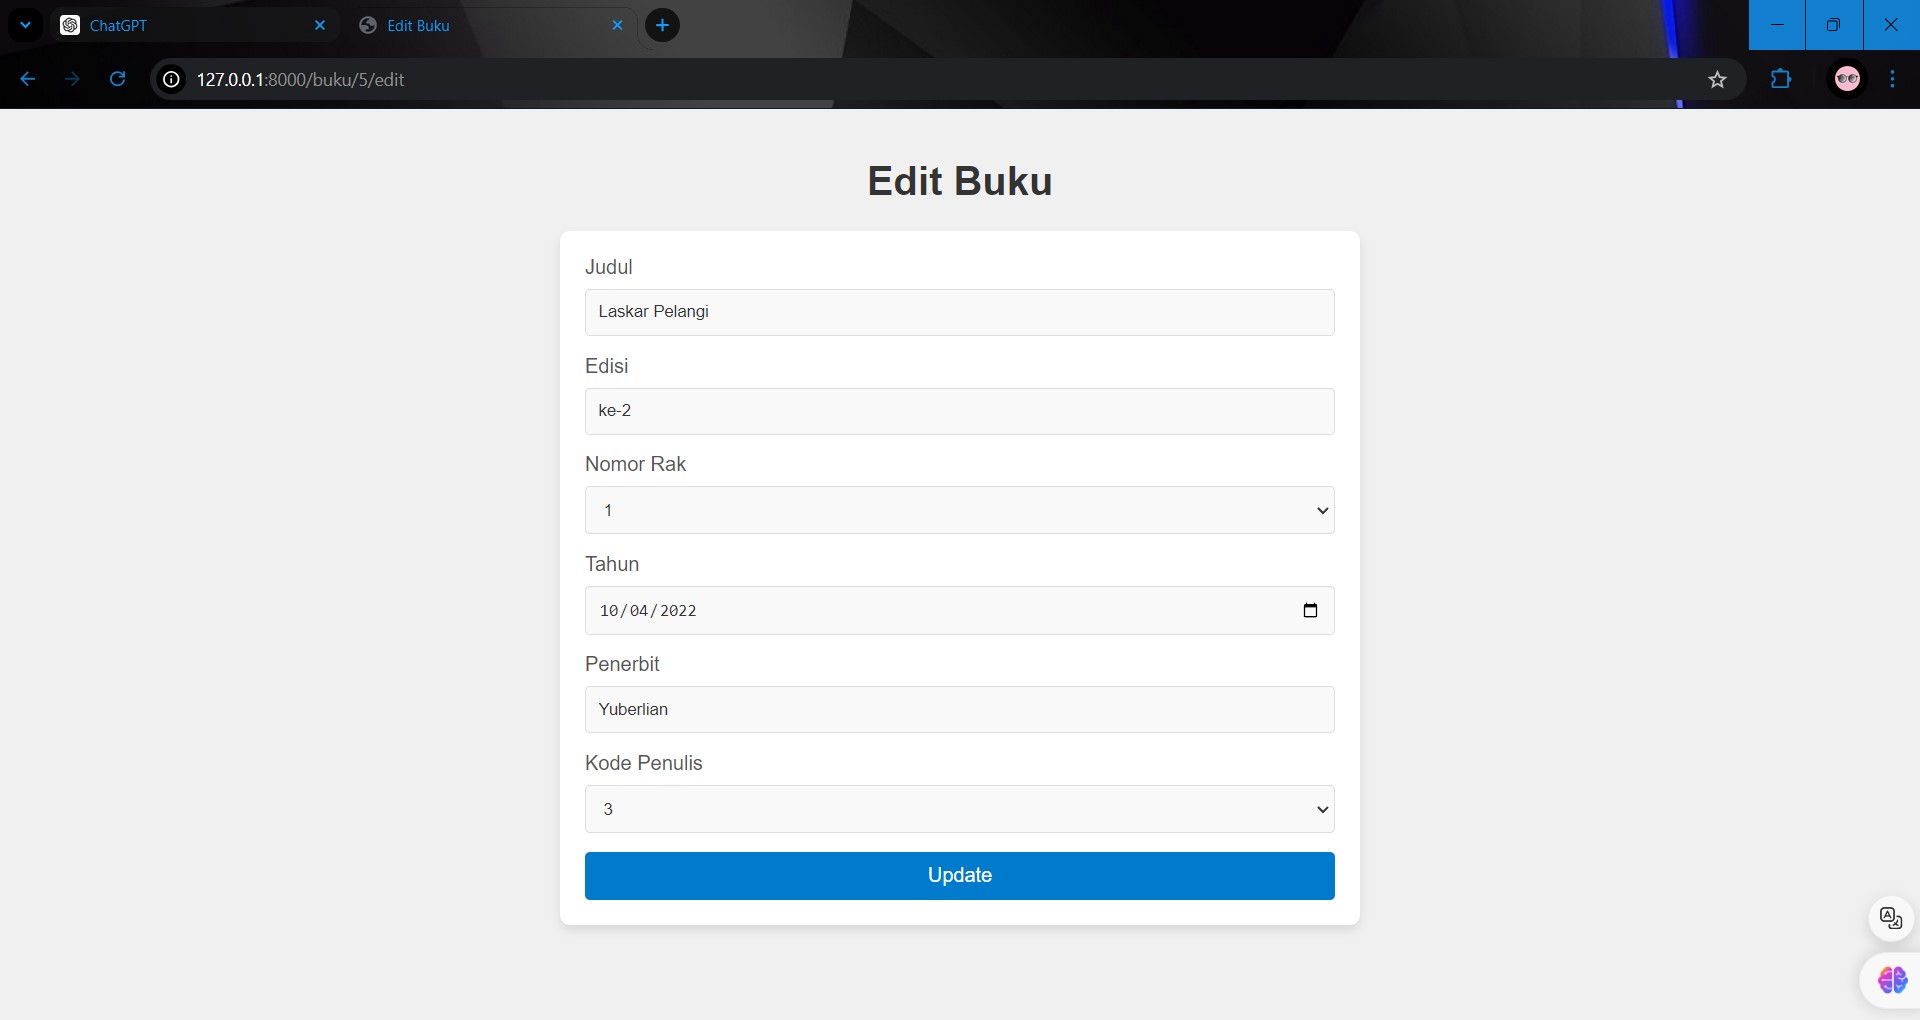 ChatGPT
Edit Buku
127.0.0.1:8000/buku/5/edit
Edit Buku
Judul
Laskar Pelangi
Edisi
ke-2
Nomor Rak
1
Tahun
10/04/2022
Penerbit
Yuberlian
Kode Penulis
3
Update